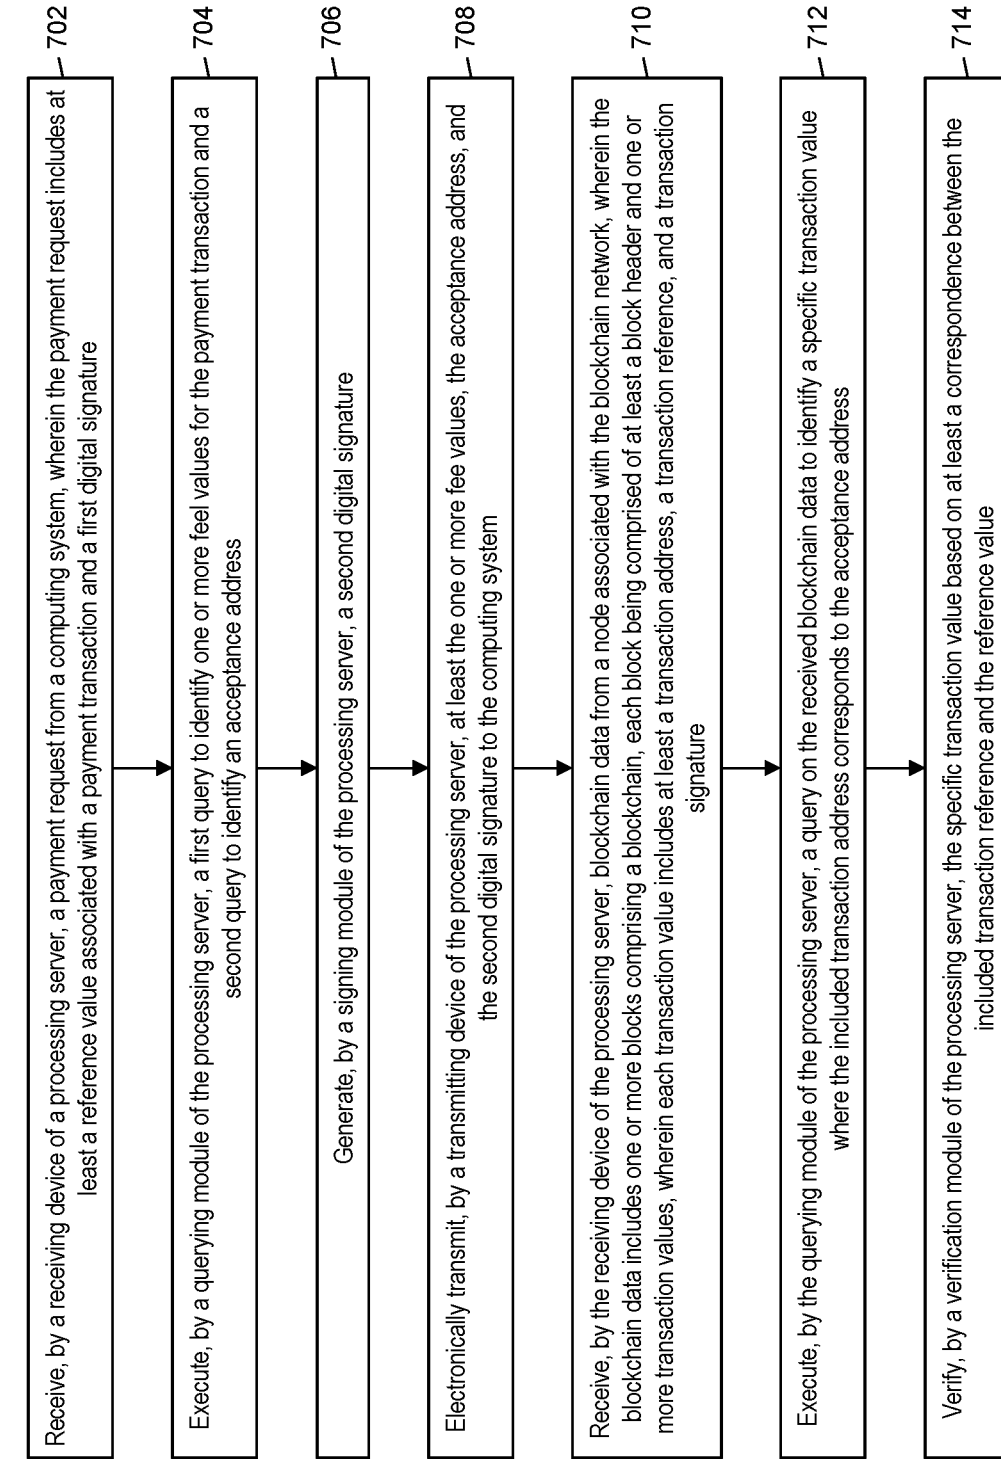 702
Receive, by a receiving device of a processing server, a payment request from a computing system, wherein the payment request includes at
least a reference value associated with a payment transaction and a first digital signature
704
Execute, by a querying module of the processing server, a first query to identify one or more feel values for the payment transaction and a
second query to identify an acceptance address
706
Generate, by a signing module of the processing server, a second digital signature
708
Electronically transmit, by a transmitting device of the processing server, at least the one or more fee values, the acceptance address, and
the second digital signature to the computing system
710
Receive, by the receiving device of the processing server, blockchain data from a node associated with the blockchain network, wherein the
blockchain data includes one or more blocks comprising a blockchain, each block being comprised of at least a block header and one or
more transaction values, wherein each transaction value includes at least a transaction address, a transaction reference, and a transaction
signature
712
Execute, by the querying module of the processing server, a query on the received blockchain data to identify a specific transaction value
where the included transaction address corresponds to the acceptance address
714
Verify, by a verification module of the processing server, the specific transaction value based on at least a correspondence between the
included transaction reference and the reference value